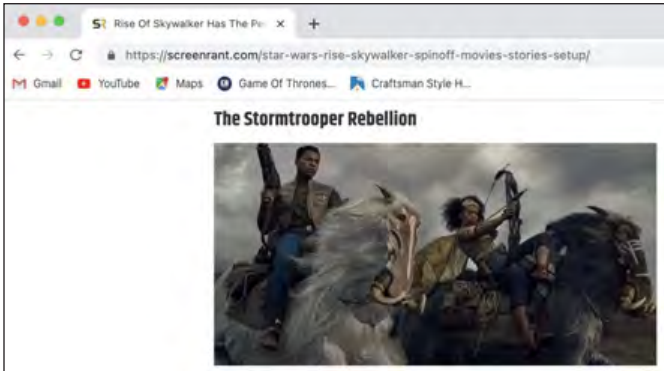 SR Rise Of Skywalker Has The Pe
https://screenrant.com/star-wars-rise-skywalker-spinoff-movies-stories-setup/
Gmail YouTube Maps Game Of Thrones... Craftsman Style H...
The Stormtrooper Rebellion